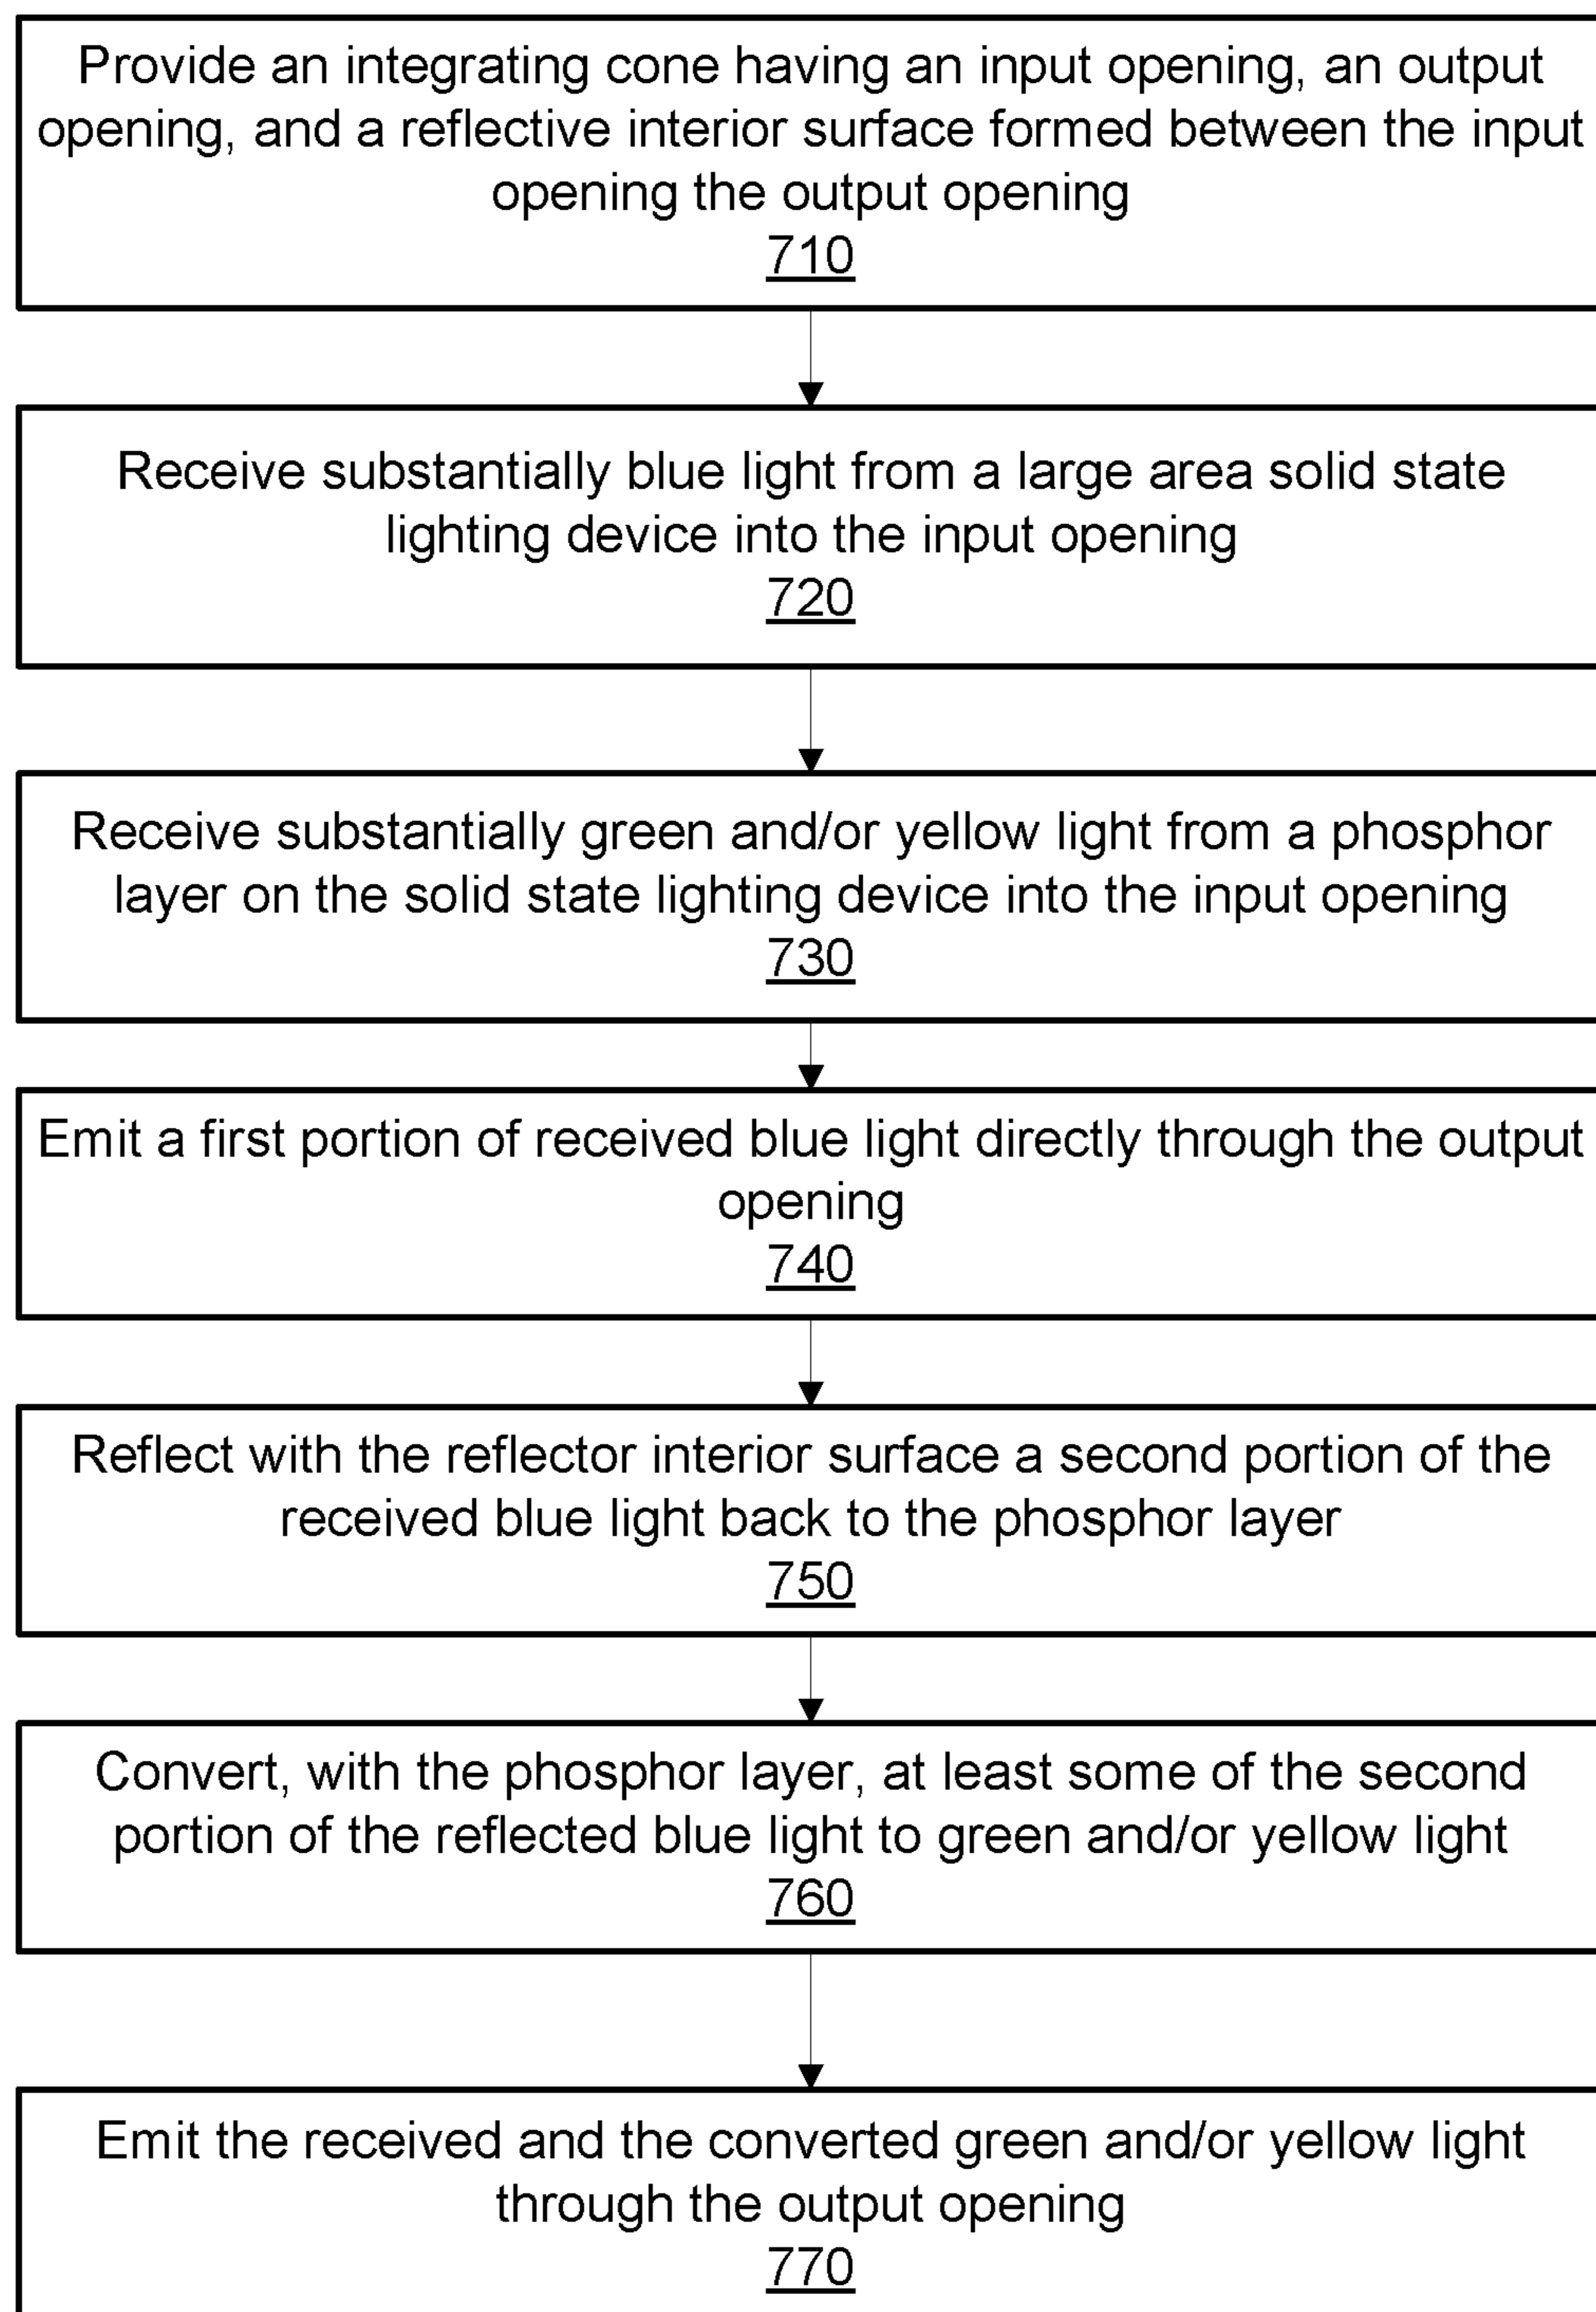 Provide an integrating cone having an input opening, an output
opening, and a reflective interior surface formed between the input
opening the output opening
710
Receive substantially blue light from a large area solid state
lighting device into the input opening
720
Receive substantially green and/or yellow light from a phosphor
layer on the solid state lighting device into the input opening
730
Emit a first portion of received blue light directly through the output
opening
740
Reflect with the reflector interior surface a second portion of the
received blue light back to the phosphor layer
750
Convert, with the phosphor layer, at least some of the second
portion of the reflected blue light to green and/or yellow light
760
Emit the received and the converted green and/or yellow light
through the output opening
770